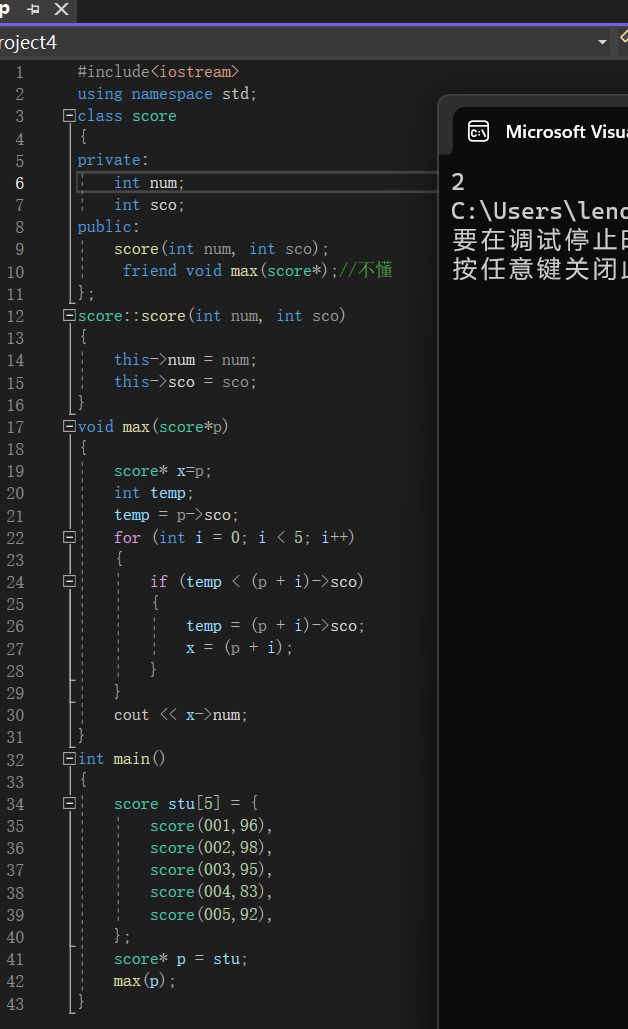 p
roject4
1 #include<iostream>
2 using namespace std;
3 class score
4 {
5 private:
6 int num;
7 int sco;
8 public:
9 score(int num, int sco);
10 friend void max(score*);//不懂
11 };
12 score::score(int num, int sco)
13 {
14 this->num = num;
15 this->sco = sco;
16 }
17 void max(score*p)
18 {
19 score* x=p;
20 int temp;
21 temp = p->sco;
22 for (int i = 0; i < 5; i++)
23 {
24 if (temp < (p + i)->sco)
25 {
26 temp = (p + i)->sco;
27 x = (p + i);
28 }
29 }
30 cout << x->num;
31 }
32 int main()
33 {
34 score stu[5] = {
35 score(001,96),
36 score(002,98),
37 score(003,95),
38 score(004,83),
39 score(005,92),
40 };
41 score* p = stu;
42 max(p);
43 }
Microsoft Visu
2
C:\Users\leno
要在调试停止
按任意键关闭